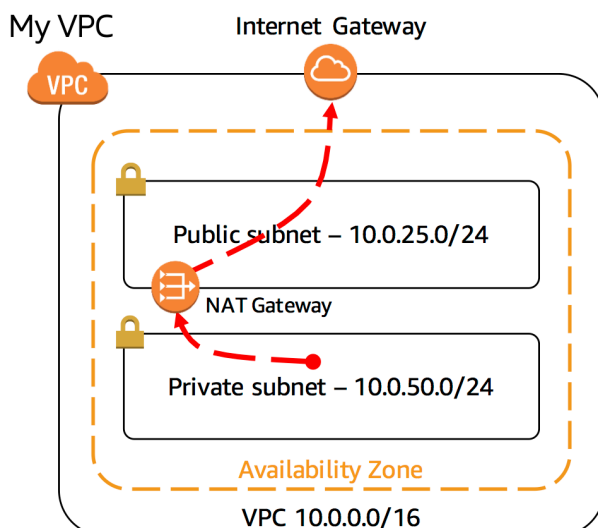 My VPC
Internet Gateway
VPC
Public subnet – 10.0.25.0/24
NAT Gateway
Private subnet – 10.0.50.0/24
Availability Zone
VPC 10.0.0.0/16